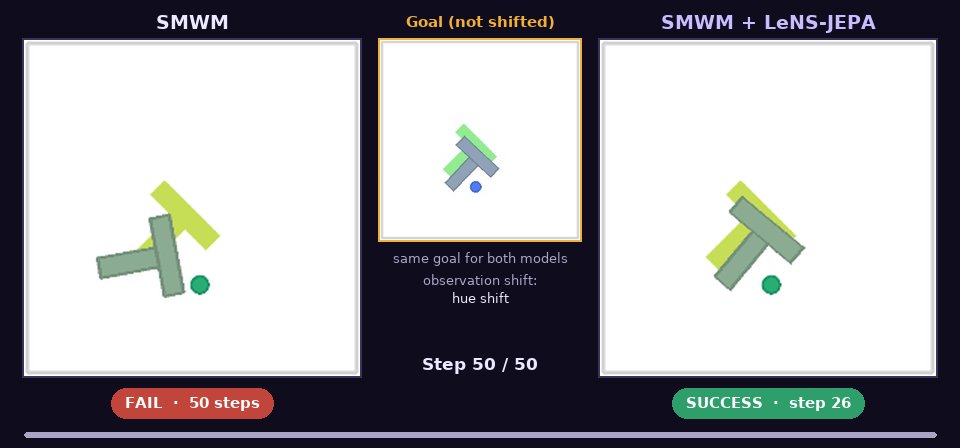 SMWM
Goal (not shifted)
SMWM + LeNS-JEPA
same goal for both models
observation shift:
hue shift
Step 50 / 50
FAIL · 50 steps
SUCCESS · step 26